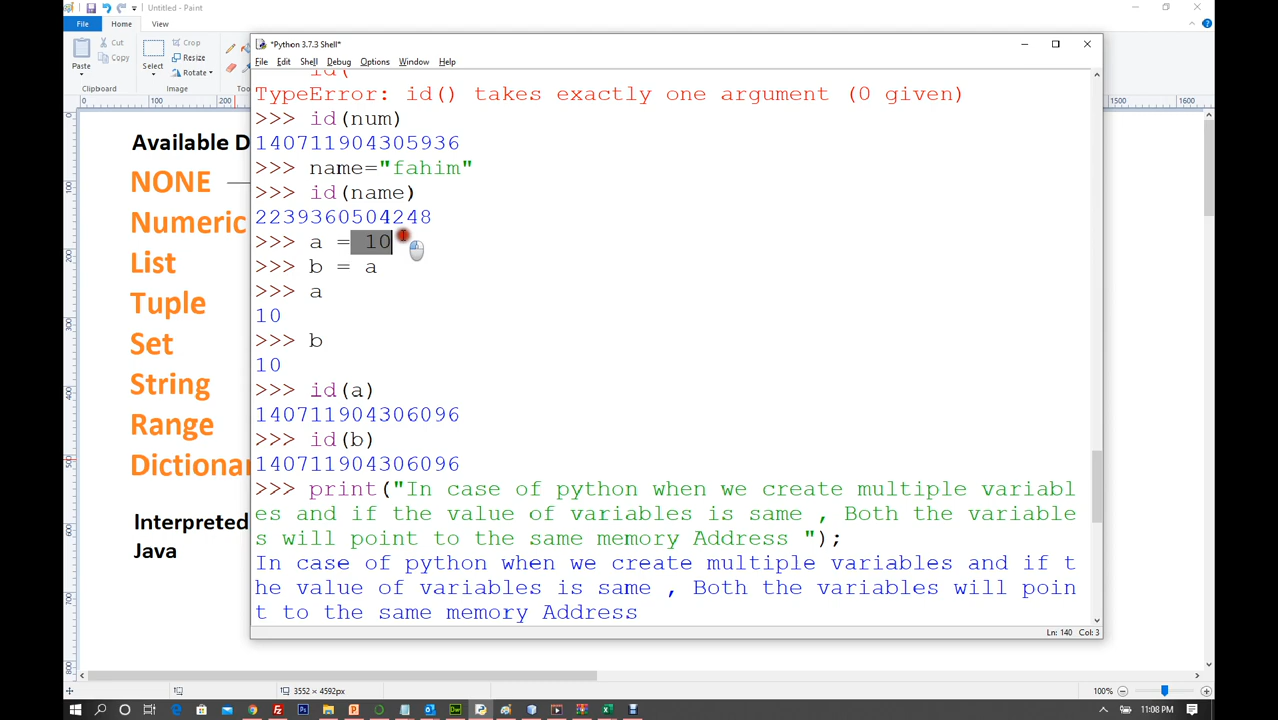 Untitled - Paint
File Home View
Cut
Copy
Paste
Clipboard
Select
Crop
Resize
Rotate
Image
0 100 200 1500 1600
Available D
NONE
Numeric
List
Tuple
Set
String
Range
Dictionar
Interpreted
Java
*Python 3.7.3 Shell*
File Edit Shell Debug Options Window Help
id(
TypeError: id() takes exactly one argument (0 given)
>>> id(num)
140711904305936
>>> name="fahim"
>>> id(name)
2239360504248
>>> a = 10
>>> b = a
>>> a
10
>>> b
10
>>> id(a)
140711904306096
>>> id(b)
140711904306096
>>> print("In case of python when we create multiple variabl
es and if the value of variables is same , Both the variable
s will point to the same memory Address ");
In case of python when we create multiple variables and if t
he value of variables is same , Both the variables will poin
t to the same memory Address
Ln: 140 Col: 3
3552 × 4592px
100%
11:08 PM